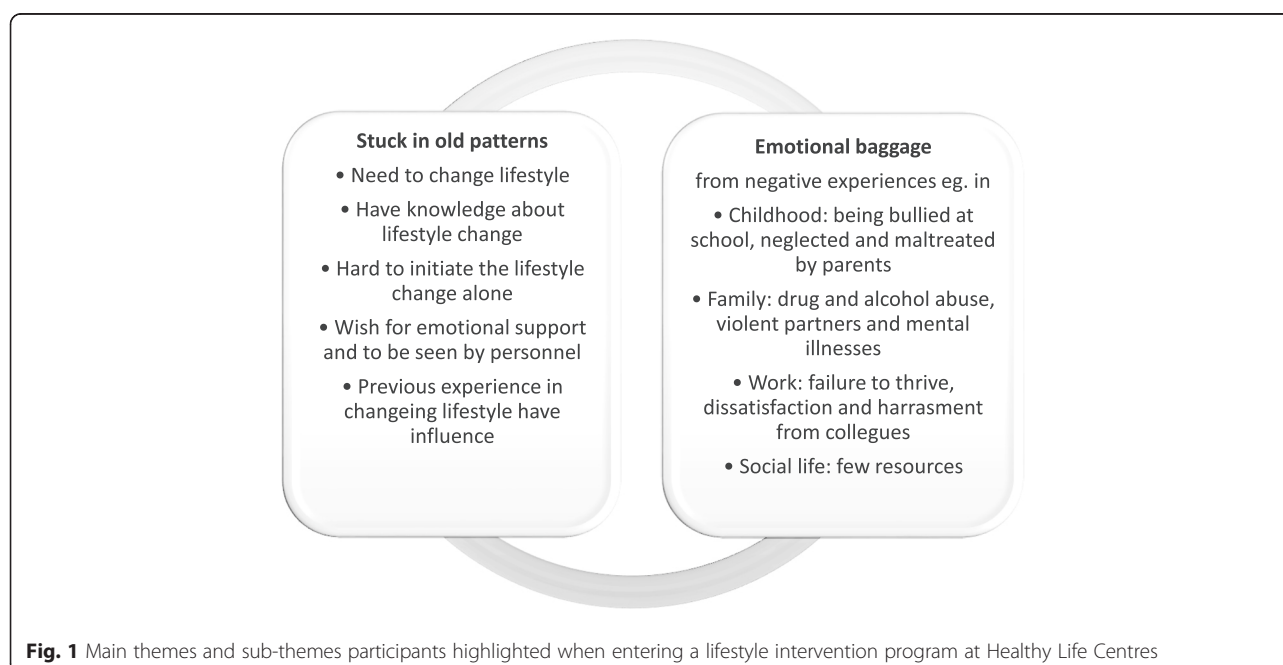 Stuck in old patterns
• Need to change lifestyle
• Have knowledge about
lifestyle change
• Hard to initiate the lifestyle
change alone
• Wish for emotional support
and to be seen by personnel
• Previous experience in
changeing lifestyle have
influence
Emotional baggage
from negative experiences eg. in
• Childhood: being bullied at
school, neglected and maltreated
by parents
• Family: drug and alcohol abuse,
violent partners and mental
illnesses
• Work: failure to thrive,
dissatisfaction and harrasment
from collegues
• Social life: few resources
Fig. 1 Main themes and sub-themes participants highlighted when entering a lifestyle intervention program at Healthy Life Centres